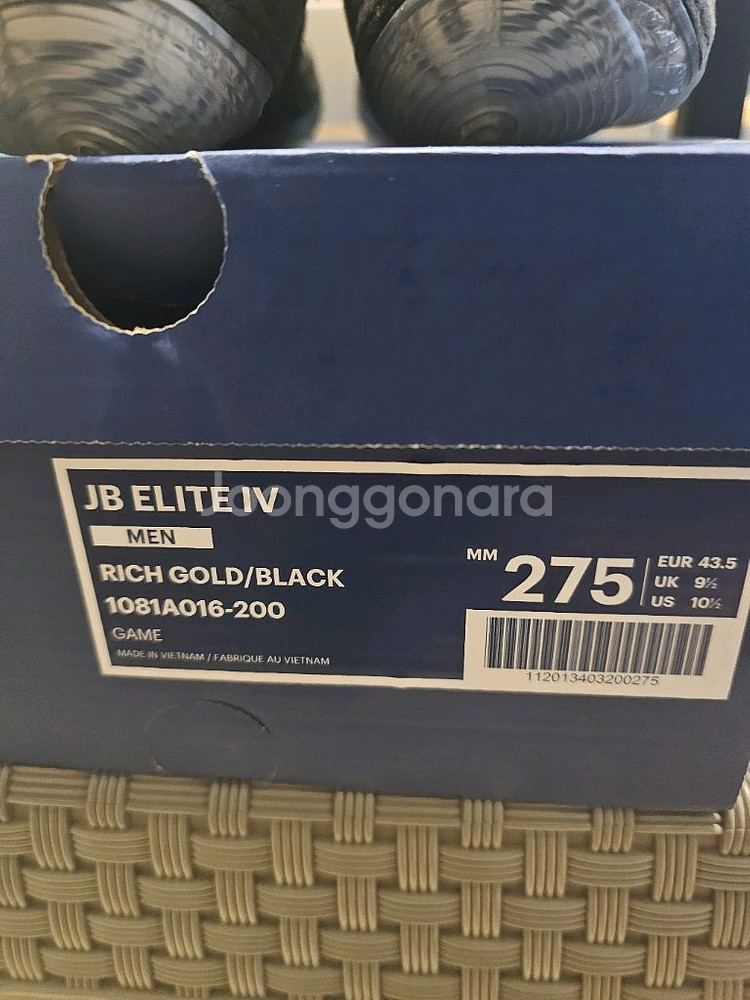 JB ELITE IV
Joonggonara
MEN
RICH GOLD/BLACK
1081A016-200
GAME
MADE IN VIETNAM / FABRIQUE AU VIETNAM
MM 275
EUR 43.5
UK 9½
US 10½
112013403200275